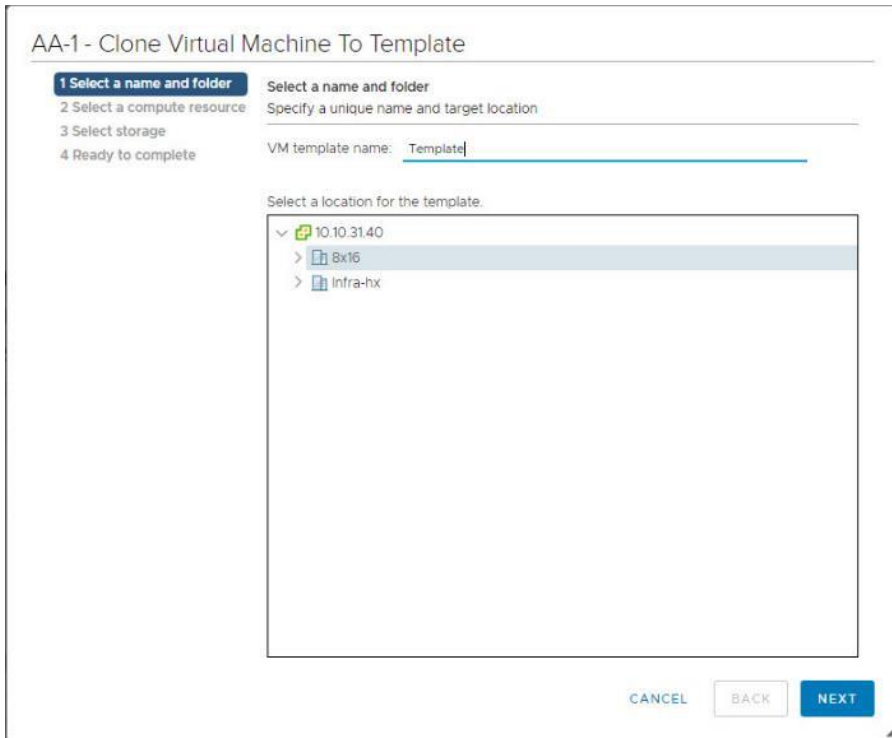 AA-1 - Clone Virtual Machine To Template
1 Select a name and folder
2 Select a compute resource
3 Select storage
4 Ready to complete
Select a name and folder
Specify a unique name and target location
VM template name: Template
Select a location for the template.
10.10.31.40
8x16
Infra-hx
CANCEL BACK NEXT